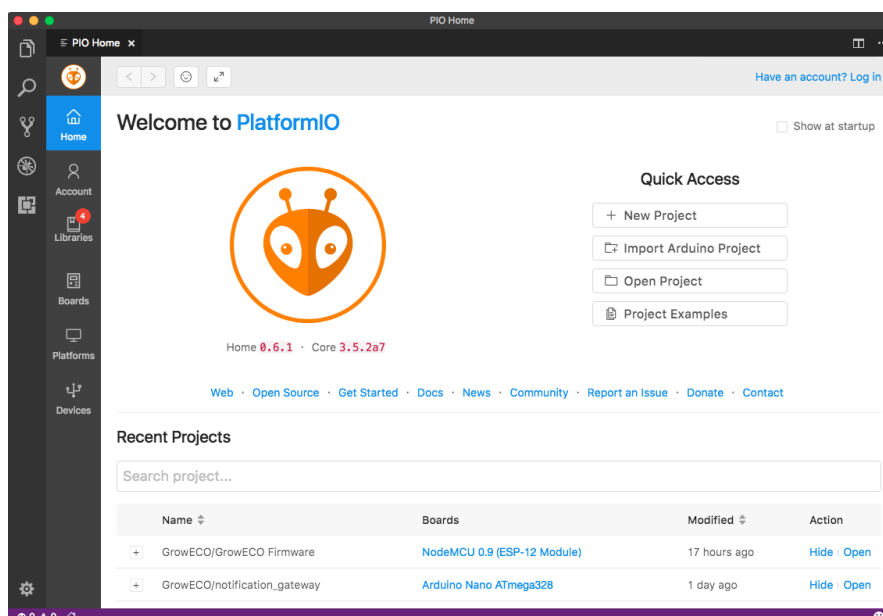 PIO Home
PIO Home
Have an account? Log in
Home
Account
4
Libraries
Boards
Platforms
Devices
Welcome to PlatformIO
Show at startup
Quick Access
New Project
Import Arduino Project
Open Project
Project Examples
Home 0.6.1 · Core 3.5.2a7
Web · Open Source · Get Started · Docs · News · Community · Report an Issue · Donate · Contact
Recent Projects
Search project...
Name Boards Modified Action
GrowECO/GrowECO Firmware NodeMCU 0.9 (ESP-12 Module) 17 hours ago Hide Open
GrowECO/notification_gateway Arduino Nano ATmega328 1 day ago Hide Open